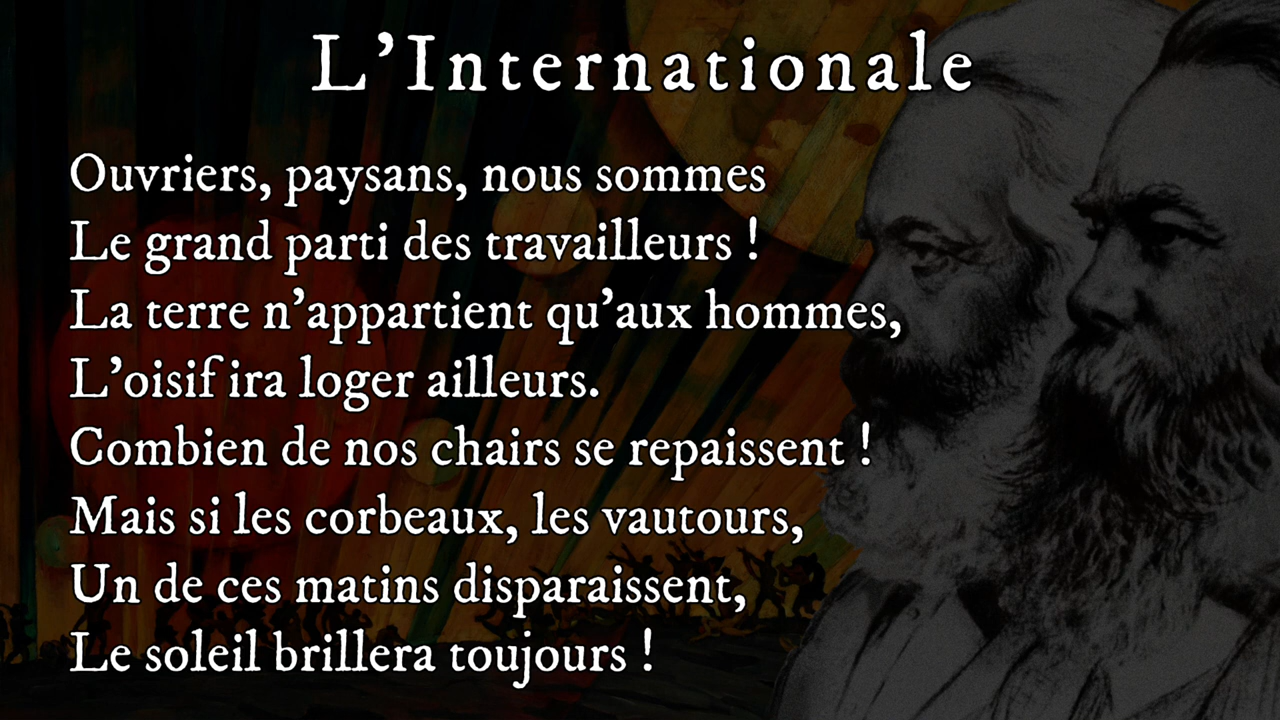 L’Internationale
Ouvriers, paysans, nous sommes
Le grand parti des travailleurs !
La terre n’appartient qu’aux hommes,
L’oisif ira loger ailleurs.
Combien de nos chairs se repaissent !
Mais si les corbeaux, les vautours,
Un de ces matins disparaissent,
Le soleil brillera toujours !